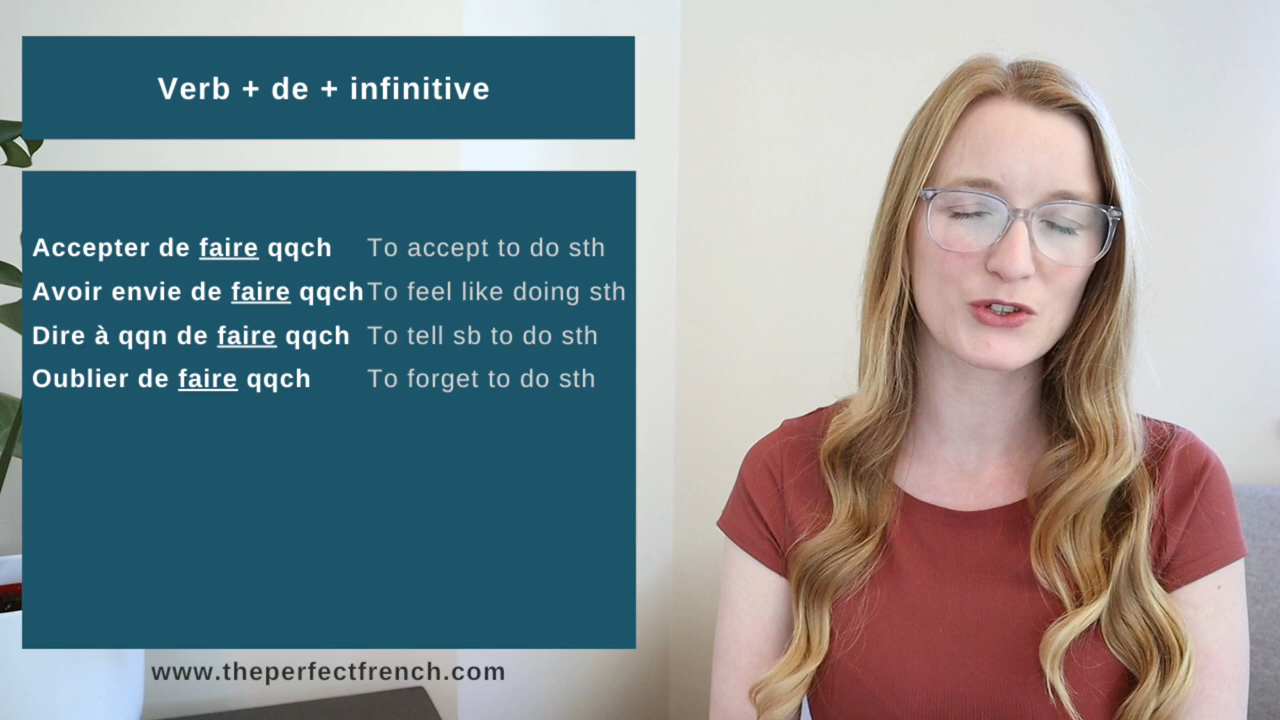 Verb + de + infinitive
Accepter de faire qqch To accept to do sth
Avoir envie de faire qqch To feel like doing sth
Dire à qqn de faire qqch To tell sb to do sth
Oublier de faire qqch To forget to do sth
www.theperfectfrench.com